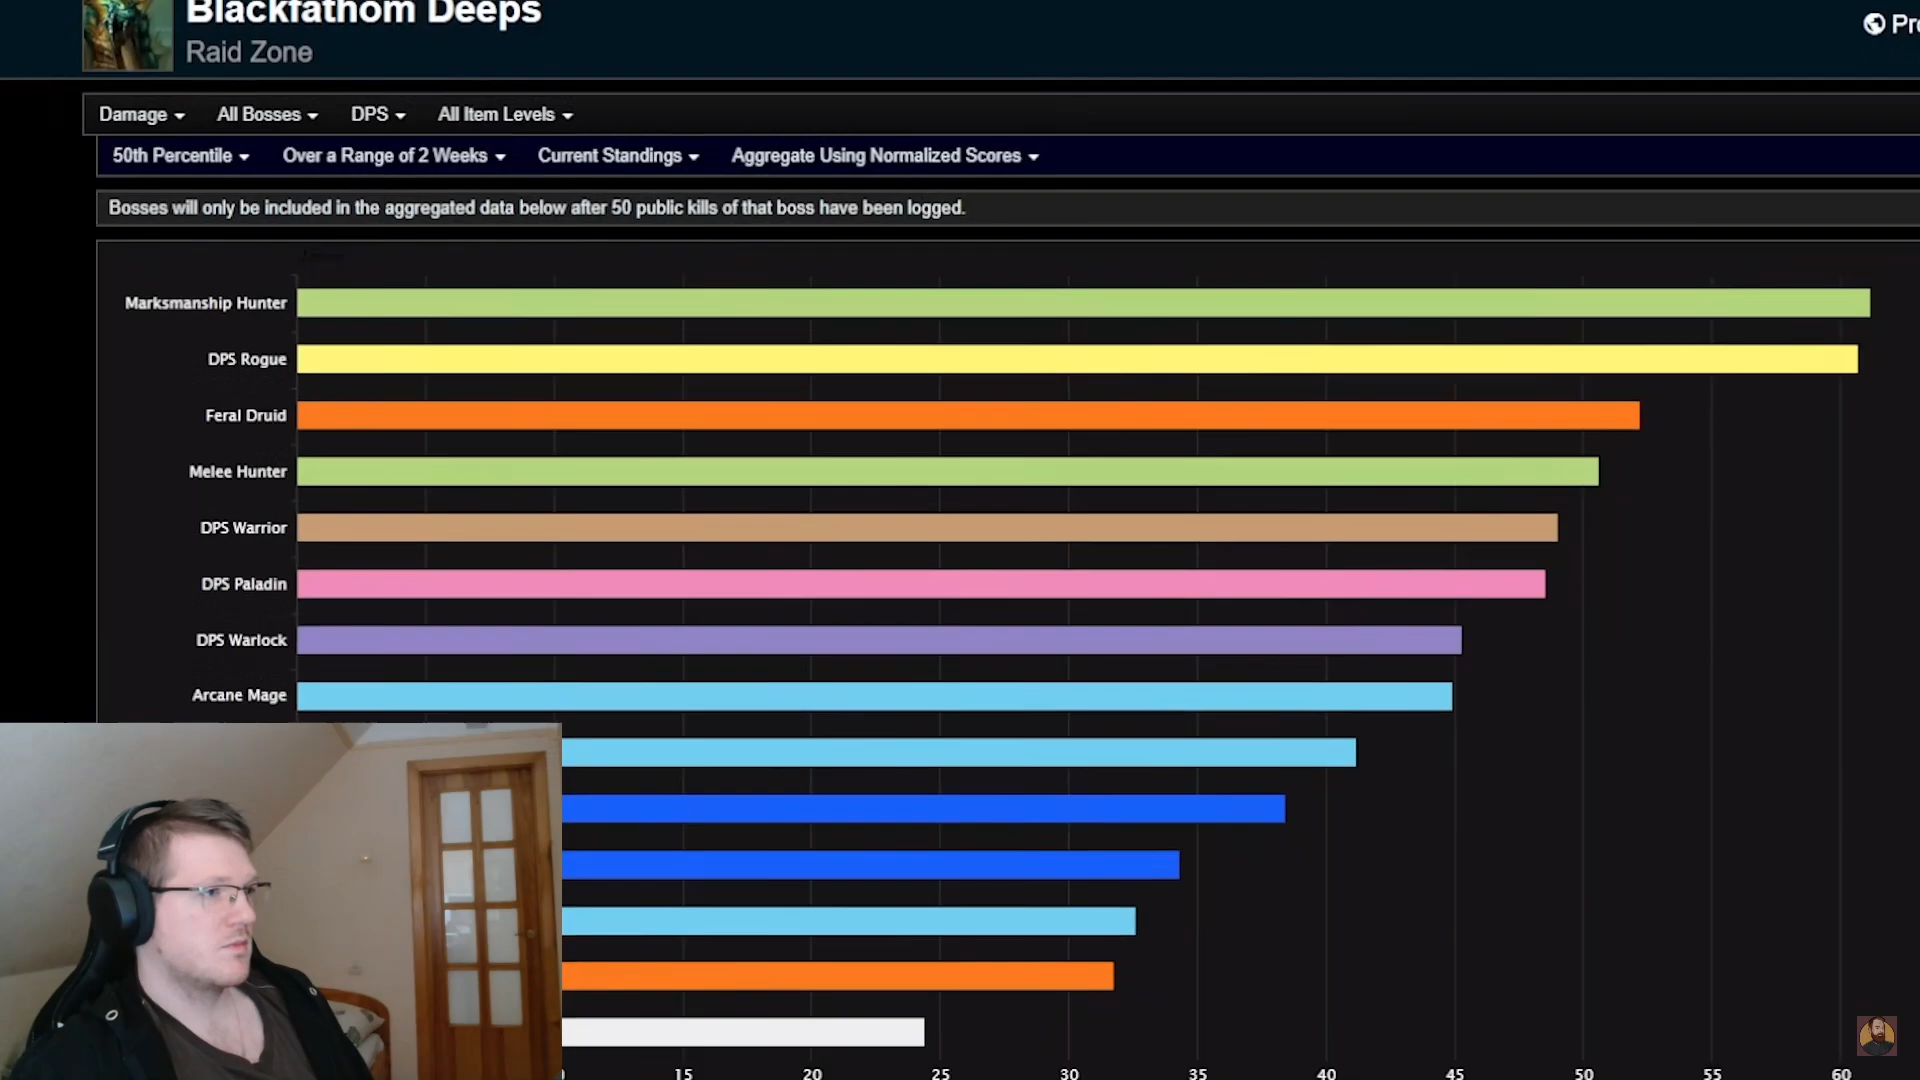 Blackfathom Deeps
Raid Zone
Damage All Bosses DPS All Item Levels
50th Percentile Over a Range of 2 Weeks Current Standings Aggregate Using Normalized Scores
Bosses will only be included in the aggregated data below after 50 public kills of that boss have been logged.
Marksmanship Hunter
DPS Rogue
Feral Druid
Melee Hunter
DPS Warrior
DPS Paladin
DPS Warlock
Arcane Mage
15 20 25 30 35 40 45 50 55 60